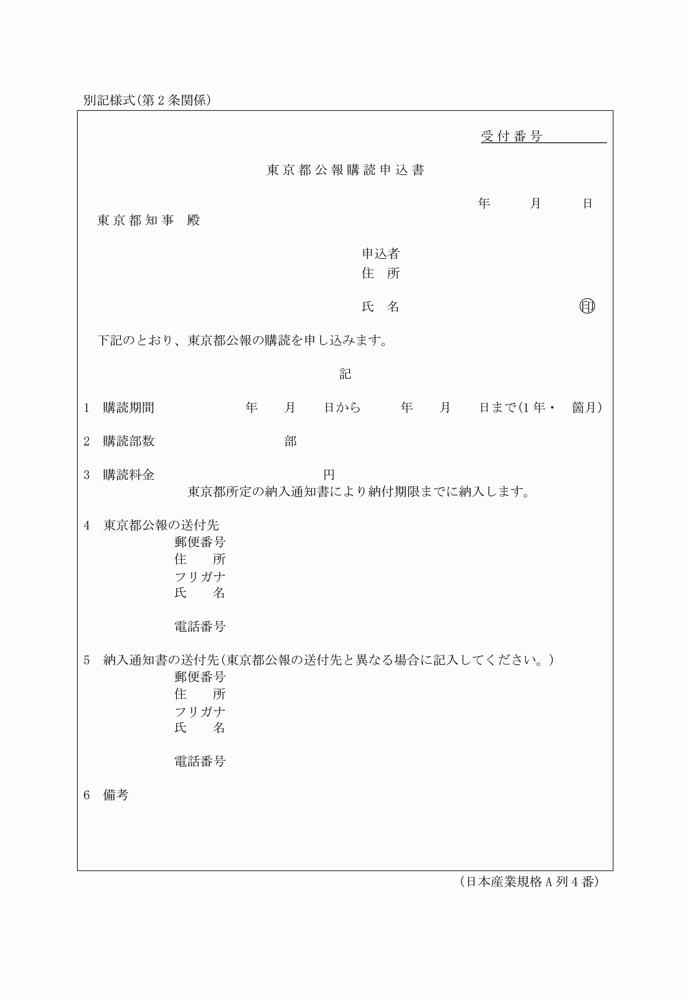 別記様式(第2条関係)
受付番号
東京都公報購読申込書
年　　月　　日
東京都知事　殿
申込者
住　所
氏　名　　㊞
下記のとおり、東京都公報の購読を申し込みます。
記
1　購読期間　　年　　月　　日から　　年　　月　　日まで(1年・　箇月)
2　購読部数　　部
3　購読料金　　円
東京都所定の納入通知書により納付期限までに納入します。
4　東京都公報の送付先
郵便番号
住　　所
フリガナ
氏　　名
電話番号
5　納入通知書の送付先(東京都公報の送付先と異なる場合に記入してください。)
郵便番号
住　　所
フリガナ
氏　　名
電話番号
6　備考
(日本産業規格A列4番)